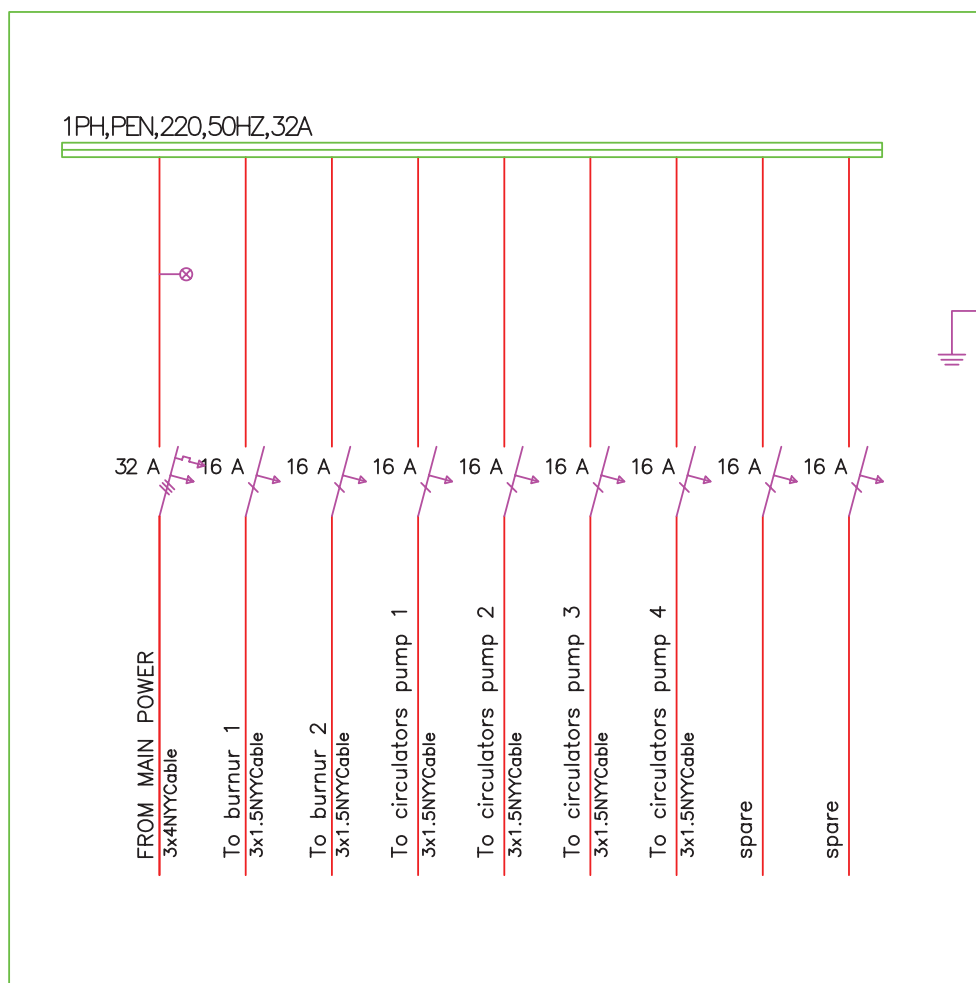 1PH,PEN,220,50HZ,32A
32 A
16 A
16 A
16 A
16 A
16 A
16 A
16 A
16 A
FROM MAIN POWER
3x4NYYCable
To burnur 1
3x1.5NYYCable
To burnur 2
3x1.5NYYCable
To circulators pump 1
3x1.5NYYCable
To circulators pump 2
3x1.5NYYCable
To circulators pump 3
3x1.5NYYCable
To circulators pump 4
3x1.5NYYCable
spare
spare